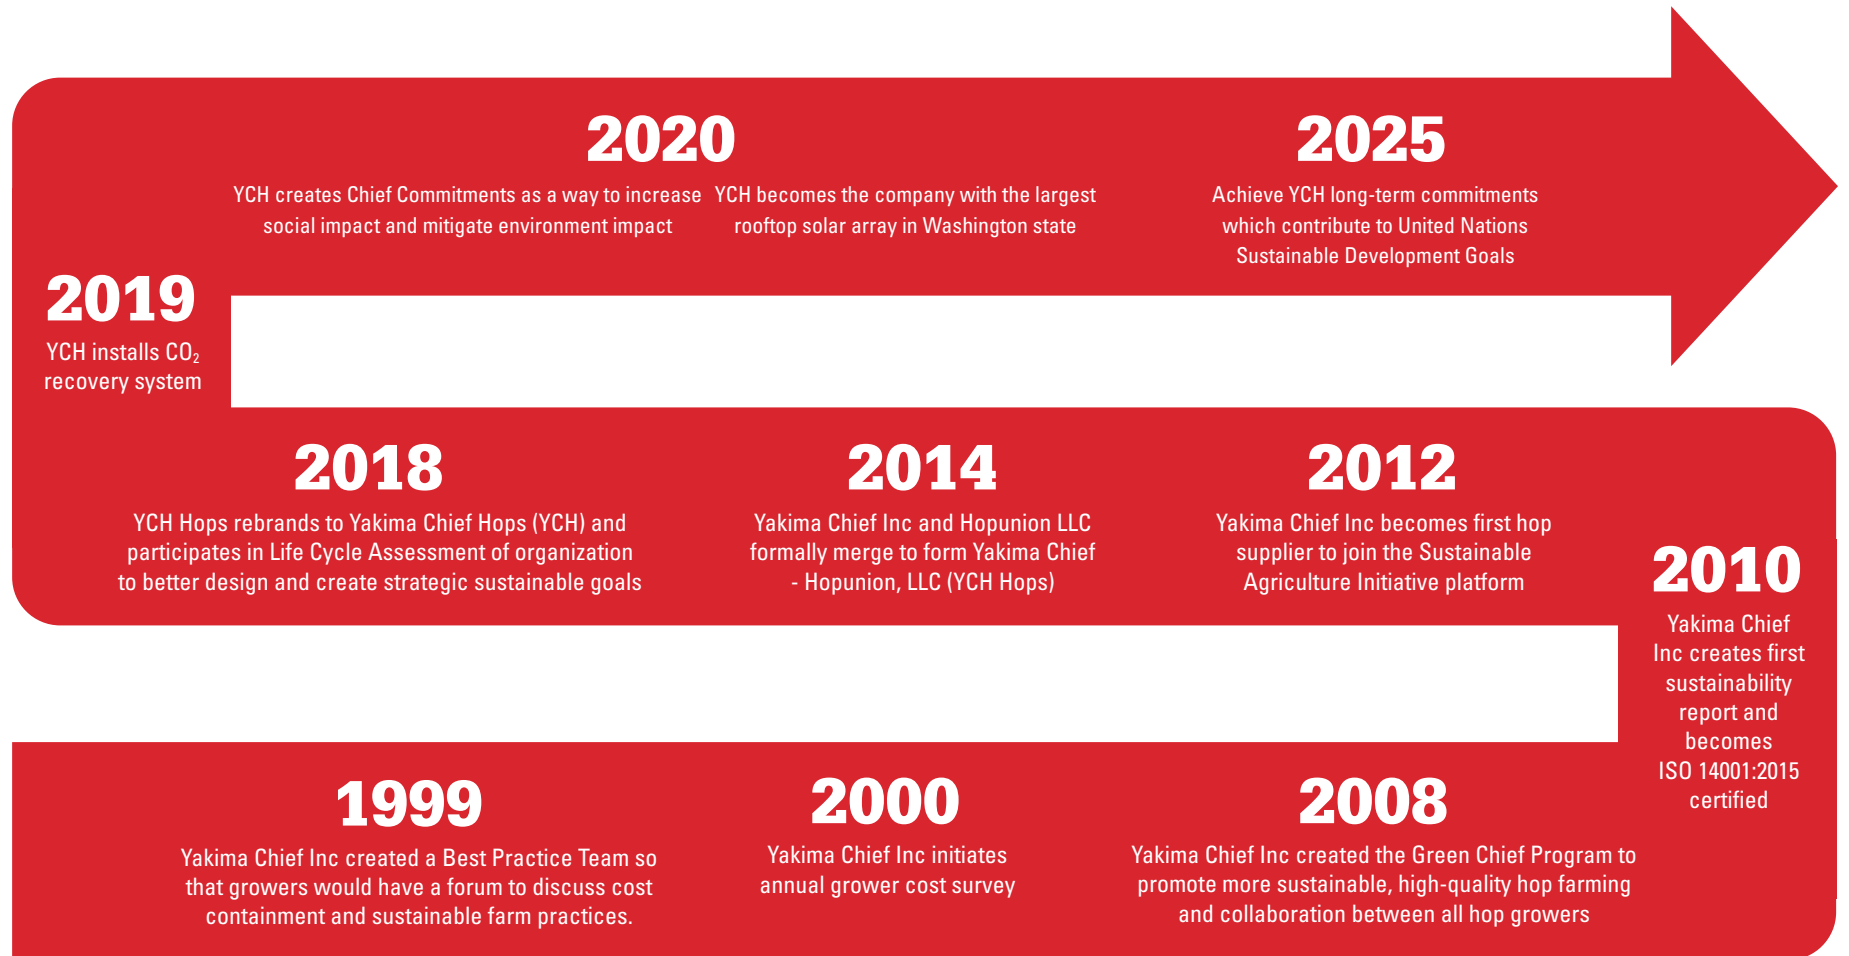 2020
YCH creates Chief Commitments as a way to increase
social impact and mitigate environment impact
YCH becomes the company with the largest
rooftop solar array in Washington state
2025
Achieve YCH long-term commitments
which contribute to United Nations
Sustainable Development Goals
2019
YCH installs CO₂
recovery system
2018
YCH Hops rebrands to Yakima Chief Hops (YCH) and
participates in Life Cycle Assessment of organization
to better design and create strategic sustainable goals
2014
Yakima Chief Inc and Hopunion LLC
formally merge to form Yakima Chief
- Hopunion, LLC (YCH Hops)
2012
Yakima Chief Inc becomes first hop
supplier to join the Sustainable
Agriculture Initiative platform
2010
Yakima Chief
Inc creates first
sustainability
report and
becomes
ISO 14001:2015
certified
1999
Yakima Chief Inc created a Best Practice Team so
that growers would have a forum to discuss cost
containment and sustainable farm practices.
2000
Yakima Chief Inc initiates
annual grower cost survey
2008
Yakima Chief Inc created the Green Chief Program to
promote more sustainable, high-quality hop farming
and collaboration between all hop growers